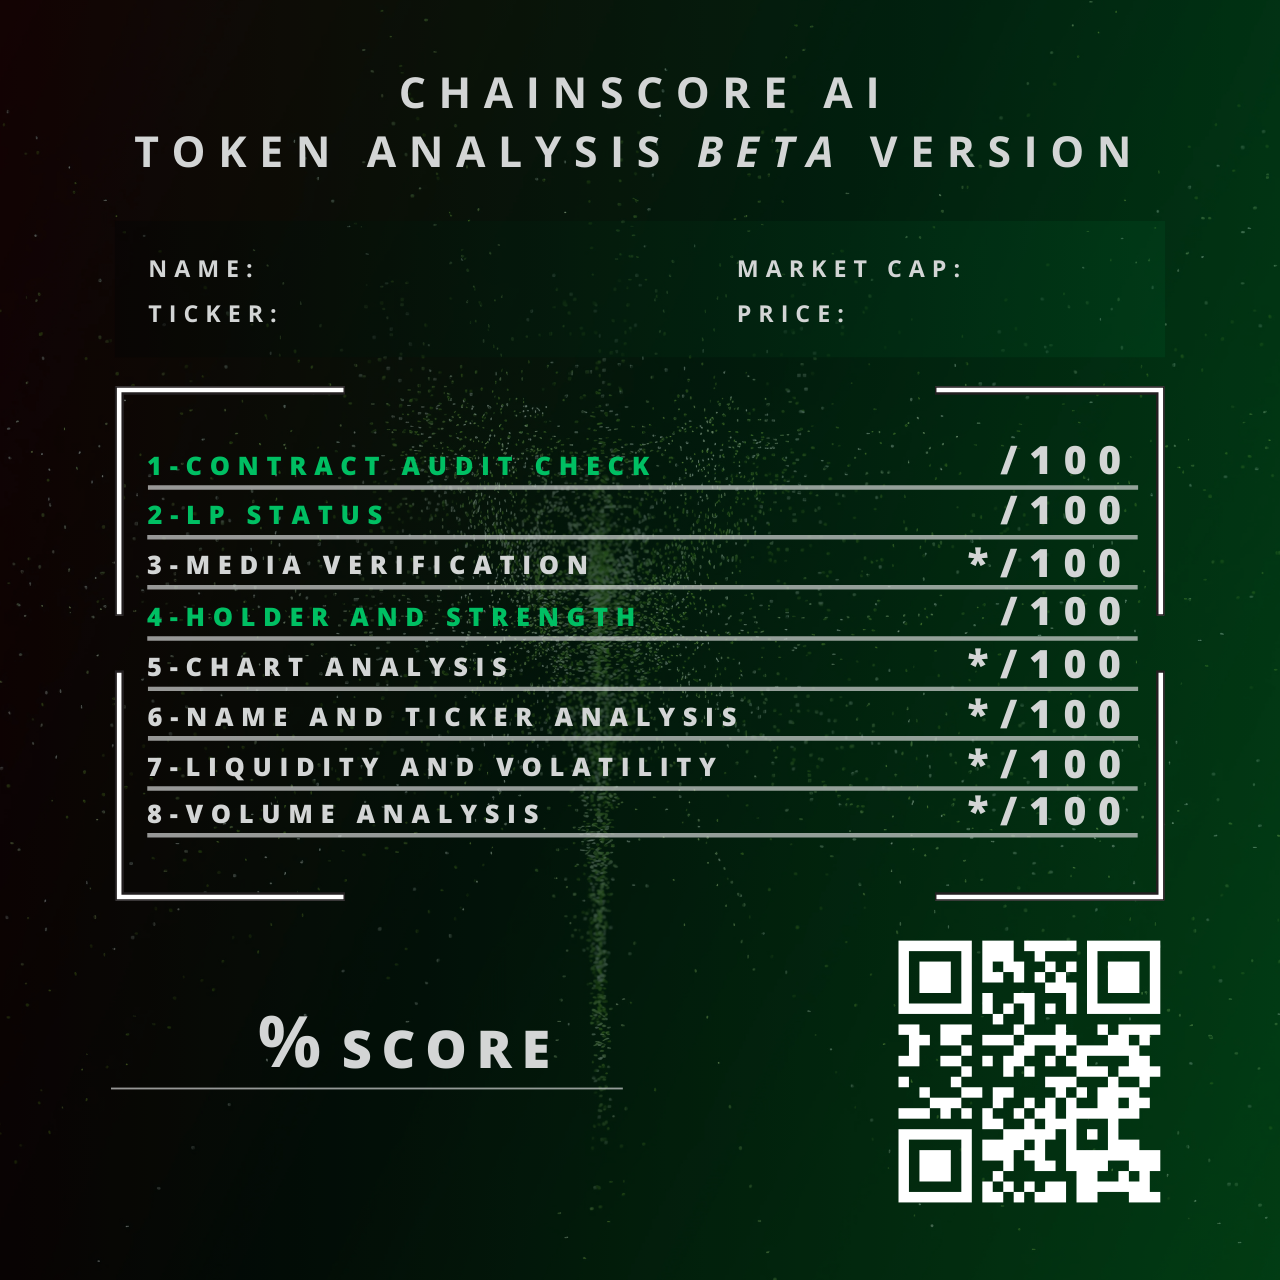 CHAINSCORE AI
TOKEN ANALYSIS BETA VERSION
NAME:
MARKET CAP:
TICKER:
PRICE:
1-CONTRACT AUDIT CHECK /100
2-LP STATUS /100
3-MEDIA VERIFICATION */100
4-HOLDER AND STRENGTH /100
5-CHART ANALYSIS */100
6-NAME AND TICKER ANALYSIS */100
7-LIQUIDITY AND VOLATILITY */100
8-VOLUME ANALYSIS */100
% SCORE